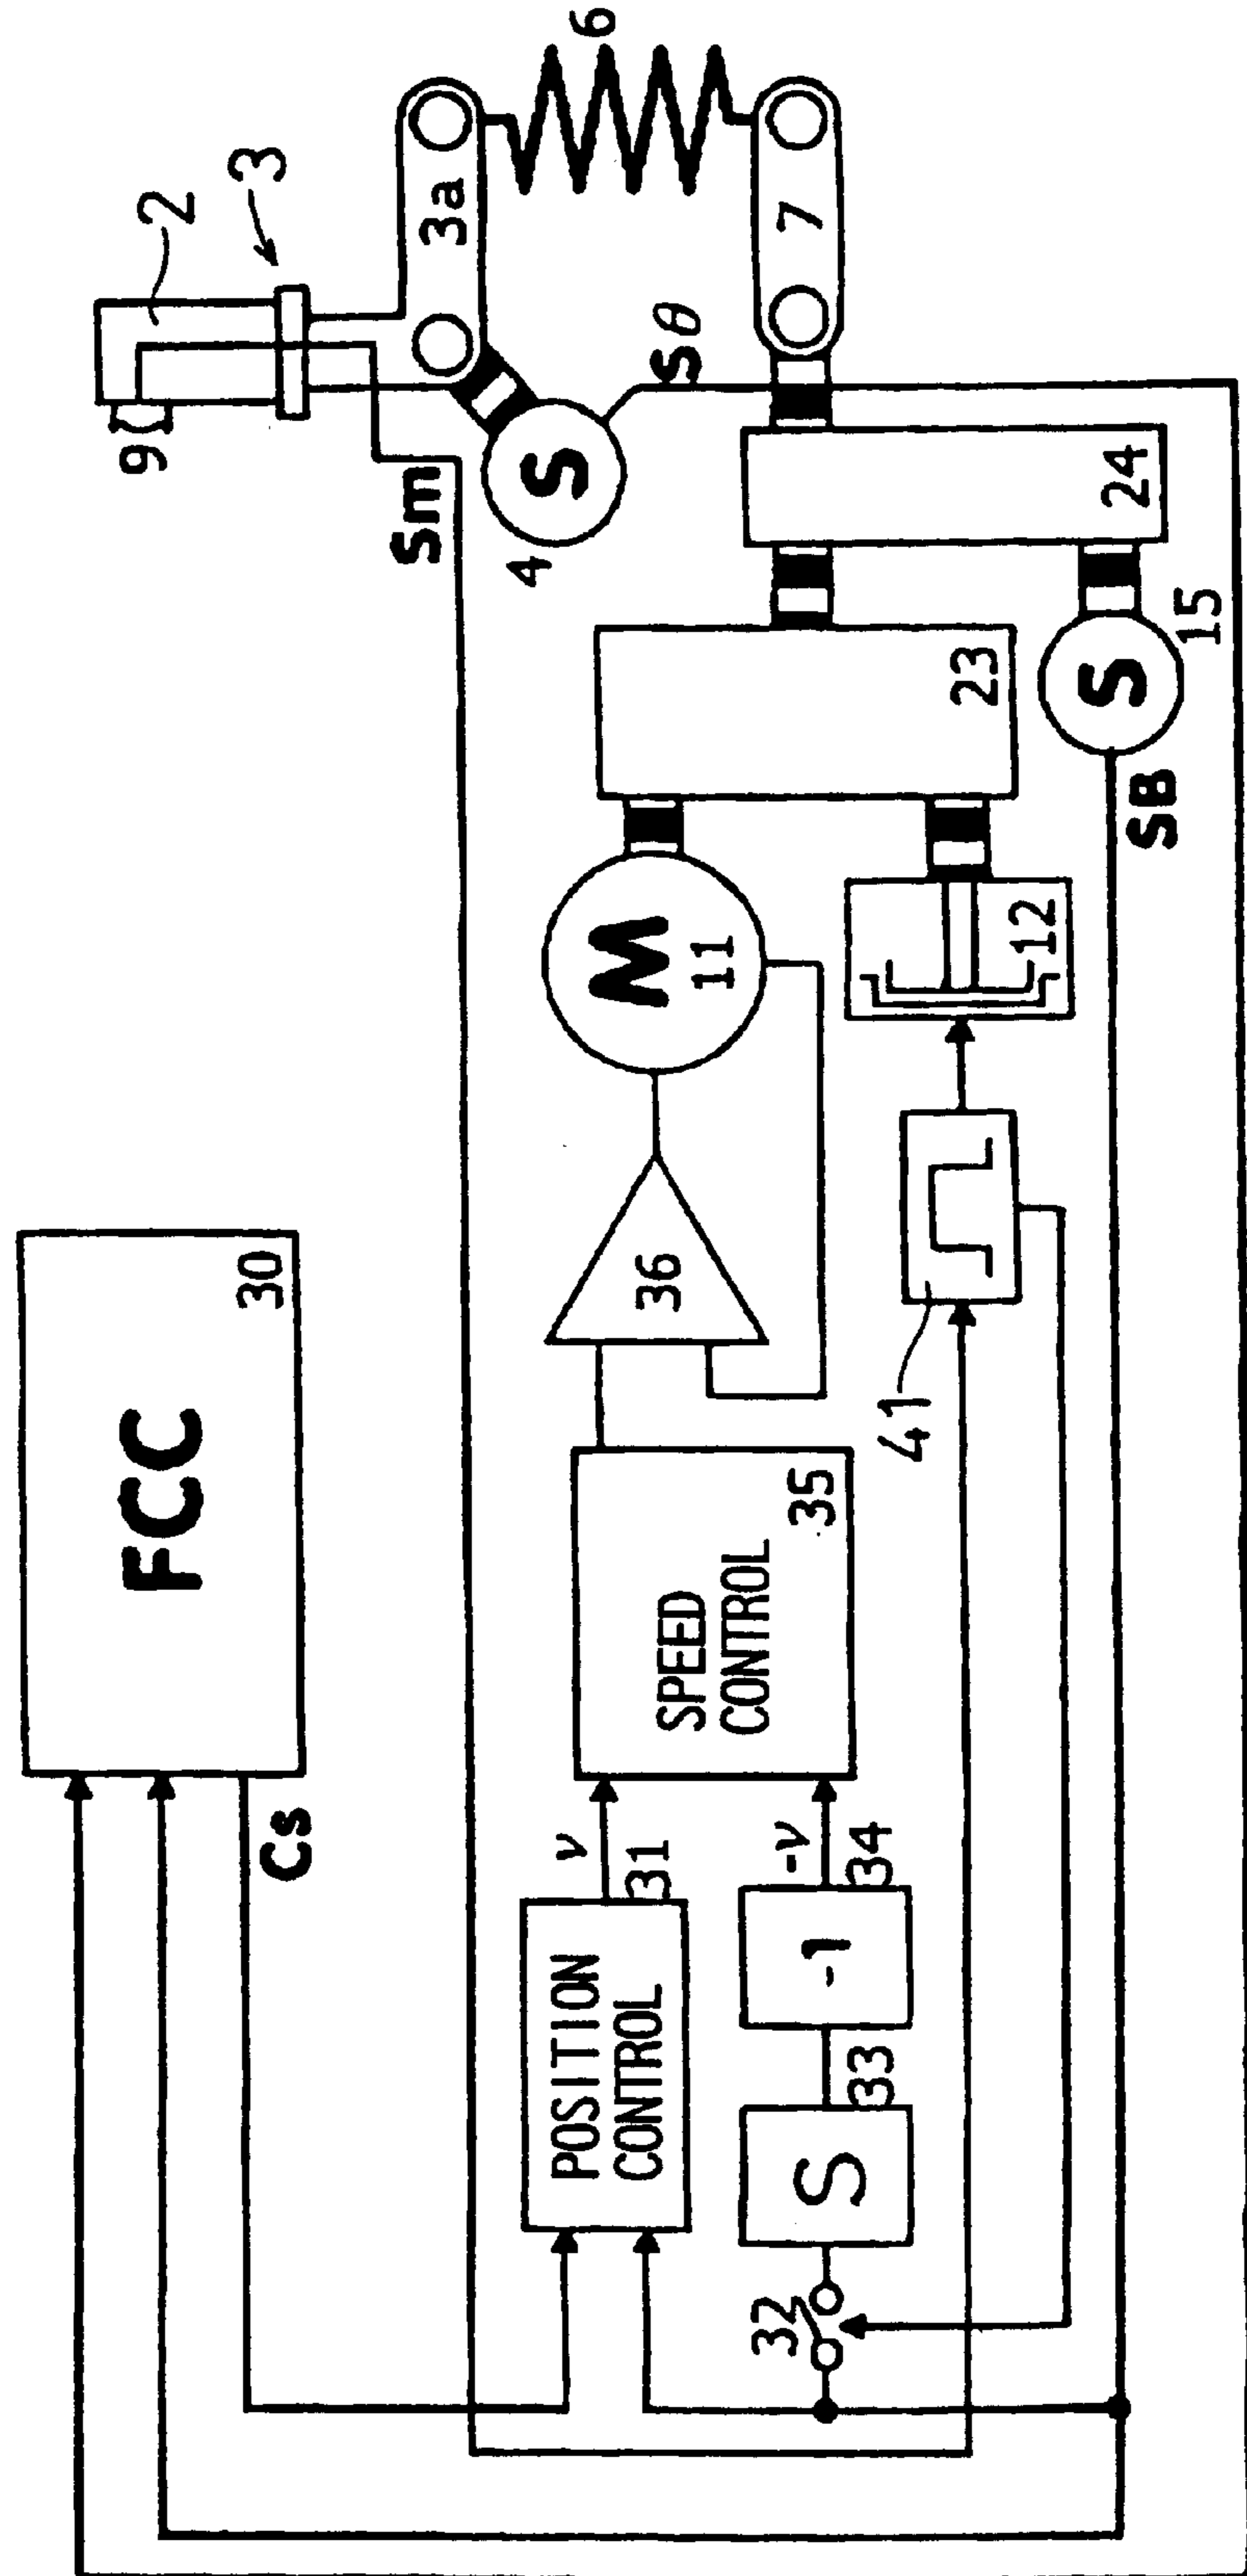 FCC
30
Cs
POSITION
CONTROL
31
ν
32
S
33
-1
34
-ν
SPEED
CONTROL
35
36
41
M
11
12
23
24
S
15
SB
S
4
Sθ
Sm
9
2
3
3a
6
7